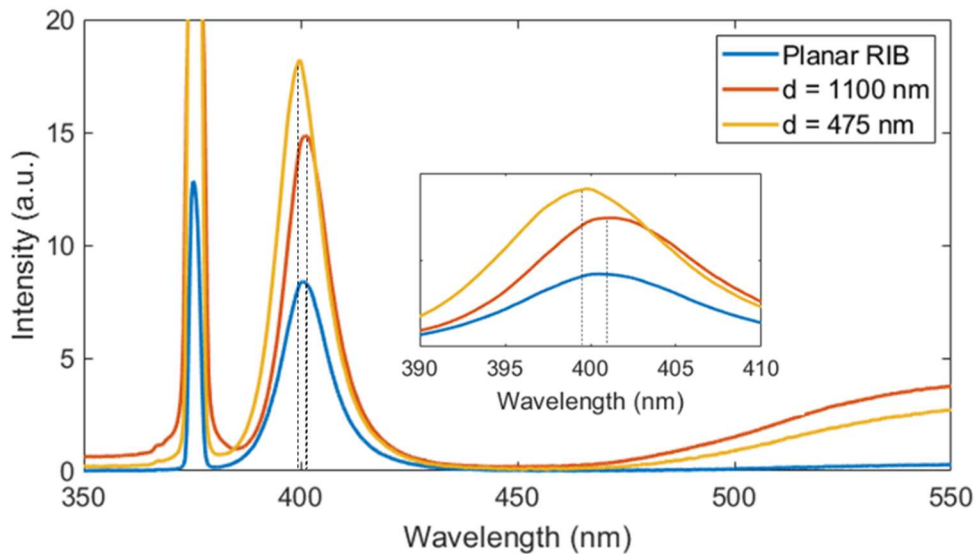 20
15
10
5
0
Intensity (a.u.)
350
400
450
500
550
Wavelength (nm)
Planar RIB
d = 1100 nm
d = 475 nm
390
395
400
405
410
Wavelength (nm)